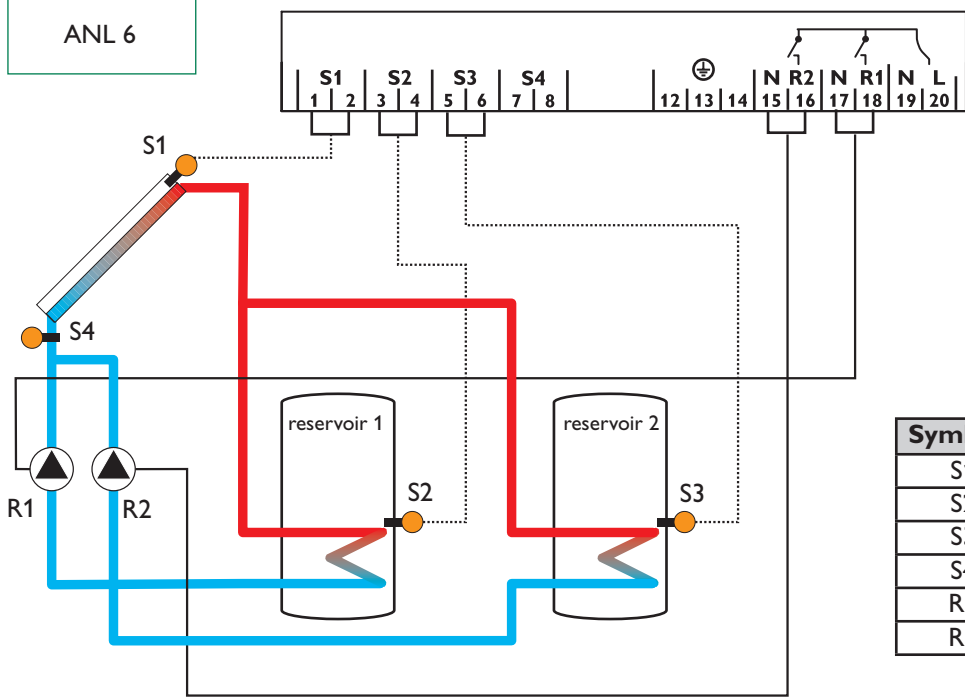 ANL 6
S1 S2 S3 S4 N R2 N R1 N L
1 2 3 4 5 6 7 8 12 13 14 15 16 17 18 19 20
S1
S4
reservoir 1
reservoir 2
S2
S3
R1
R2
Sym
S
S
S
S
R
R